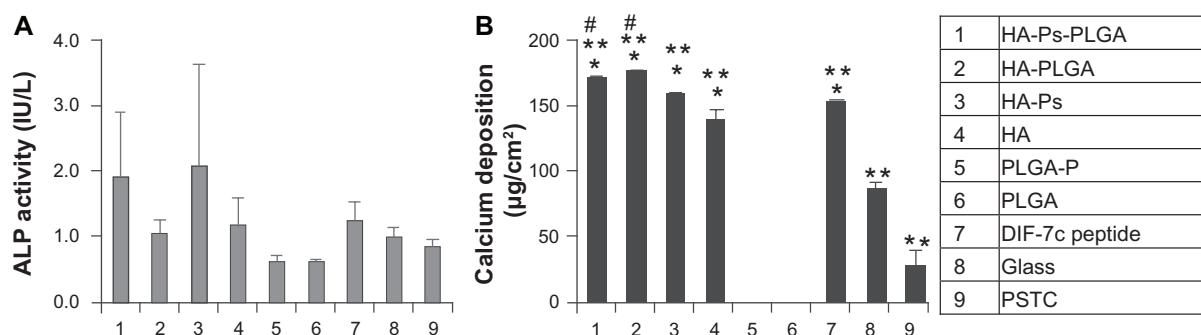 A
ALP activity (IU/L)
4.0
3.0
2.0
1.0
0.0
1 2 3 4 5 6 7 8 9
B
Calcium deposition
(µg/cm²)
200
150
100
50
0
#
**
*
#
**
*
**
*
**
*
**
*
**
**
1 2 3 4 5 6 7 8 9
1 HA-Ps-PLGA
2 HA-PLGA
3 HA-Ps
4 HA
5 PLGA-P
6 PLGA
7 DIF-7c peptide
8 Glass
9 PSTC